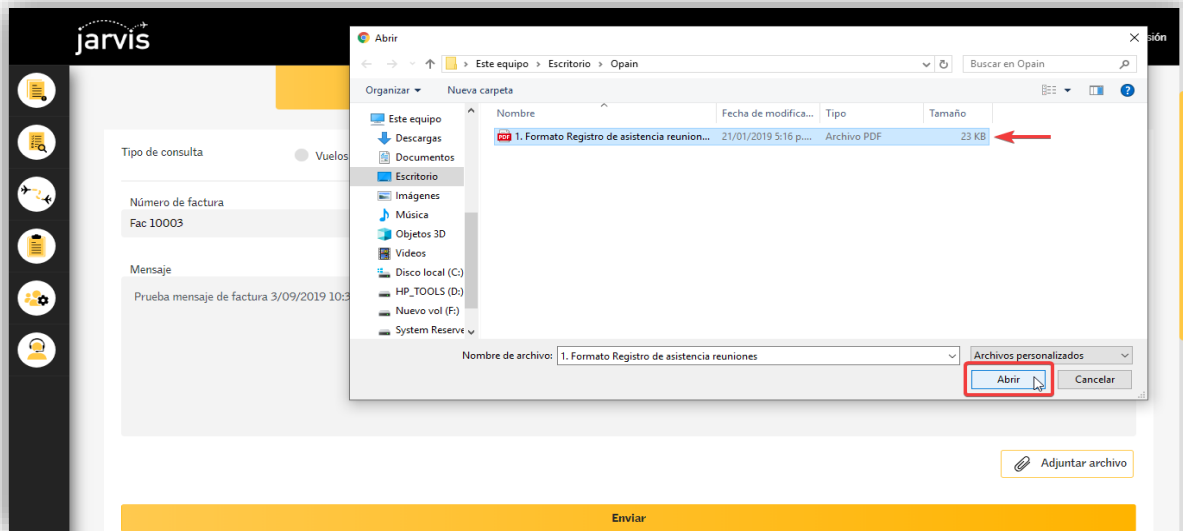 jarvis
sión
Abrir
Este equipo > Escritorio > Opain
Buscar en Opain
Organizar
Nueva carpeta
Nombre
Fecha de modifica...
Tipo
Tamaño
1. Formato Registro de asistencia reunion...
21/01/2019 5:16 p....
Archivo PDF
23 KB
Este equipo
Descargas
Documentos
Escritorio
Imágenes
Música
Objetos 3D
Videos
Disco local (C:)
HP_TOOLS (D:)
Nuevo vol (F:)
System Reserve
Nombre de archivo:
1. Formato Registro de asistencia reuniones
Archivos personalizados
Abrir
Cancelar
Tipo de consulta
Vuelos
Número de factura
Fac 10003
Mensaje
Prueba mensaje de factura 3/09/2019 10:3
Adjuntar archivo
Enviar